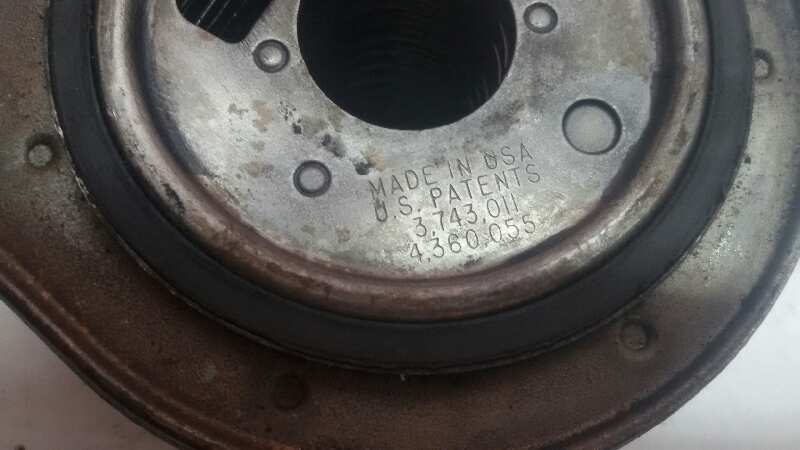 MADE IN USA
U.S. PATENTS
3,743,011
4,360,055